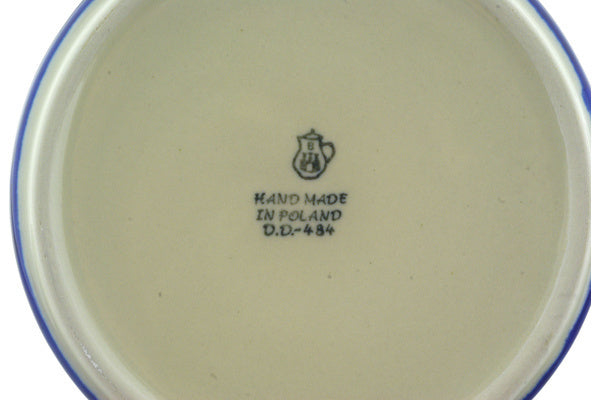 B
HAND MADE
IN POLAND
D.D.-484